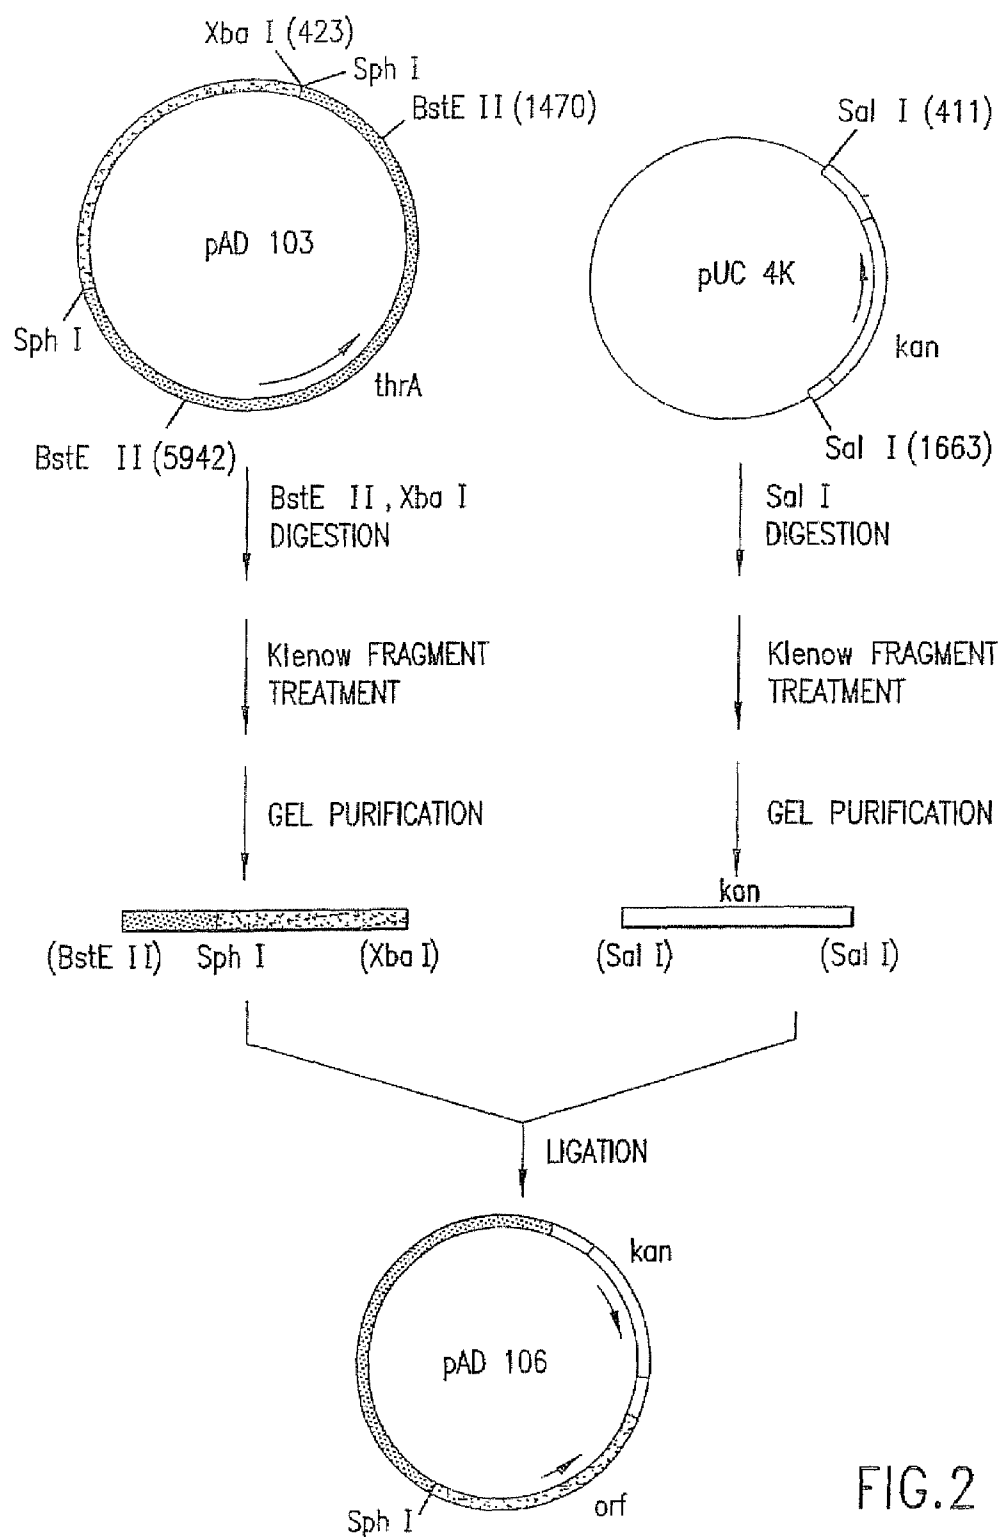 Xba I (423)
Sph I
BstE II (1470)
pAD 103
Sph I
thrA
BstE II (5942)
Sal I (411)
pUC 4K
kan
Sal I (1663)
BstE II , Xba I
DIGESTION
Sal I
DIGESTION
Klenow FRAGMENT
TREATMENT
Klenow FRAGMENT
TREATMENT
GEL PURIFICATION
GEL PURIFICATION
(BstE II) Sph I (Xba I)
kan
(Sal I) (Sal I)
LIGATION
kan
pAD 106
Sph I
orf
FIG.2